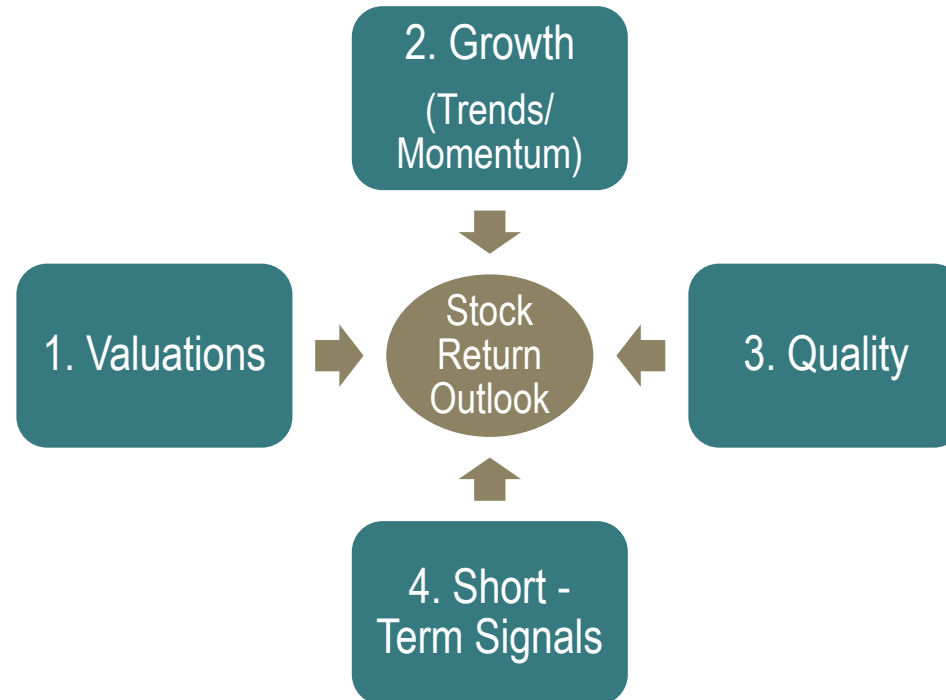 2. Growth
(Trends/
Momentum)
1. Valuations
Stock
Return
Outlook
3. Quality
4. Short -
Term Signals